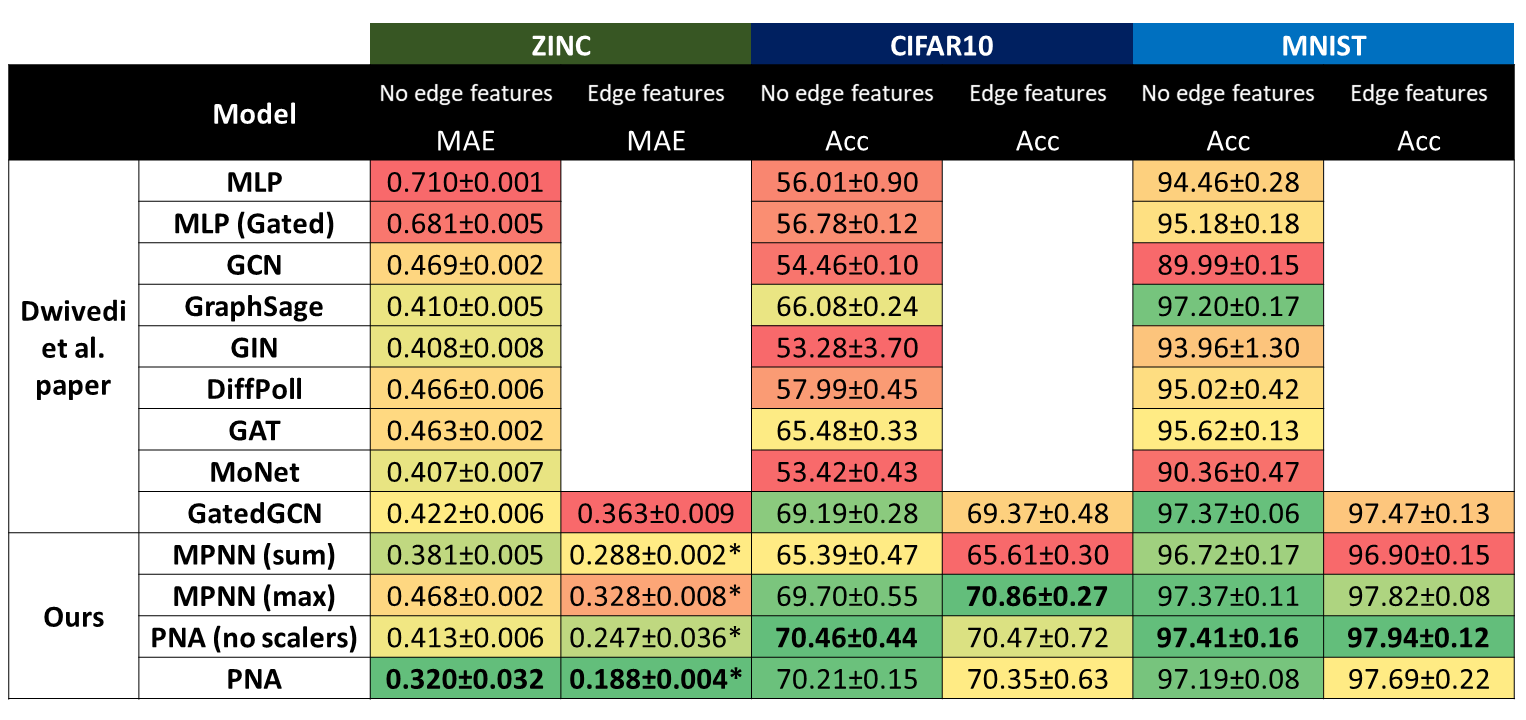 ZINC CIFAR10 MNIST
Model No edge features Edge features No edge features Edge features No edge features Edge features
MAE MAE Acc Acc Acc Acc
Dwivedi et al. paper
MLP 0.710±0.001 56.01±0.90 94.46±0.28
MLP (Gated) 0.681±0.005 56.78±0.12 95.18±0.18
GCN 0.469±0.002 54.46±0.10 89.99±0.15
GraphSage 0.410±0.005 66.08±0.24 97.20±0.17
GIN 0.408±0.008 53.28±3.70 93.96±1.30
DiffPoll 0.466±0.006 57.99±0.45 95.02±0.42
GAT 0.463±0.002 65.48±0.33 95.62±0.13
MoNet 0.407±0.007 53.42±0.43 90.36±0.47
GatedGCN 0.422±0.006 0.363±0.009 69.19±0.28 69.37±0.48 97.37±0.06 97.47±0.13
Ours
MPNN (sum) 0.381±0.005 0.288±0.002* 65.39±0.47 65.61±0.30 96.72±0.17 96.90±0.15
MPNN (max) 0.468±0.002 0.328±0.008* 69.70±0.55 70.86±0.27 97.37±0.11 97.82±0.08
PNA (no scalers) 0.413±0.006 0.247±0.036* 70.46±0.44 70.47±0.72 97.41±0.16 97.94±0.12
PNA 0.320±0.032 0.188±0.004* 70.21±0.15 70.35±0.63 97.19±0.08 97.69±0.22